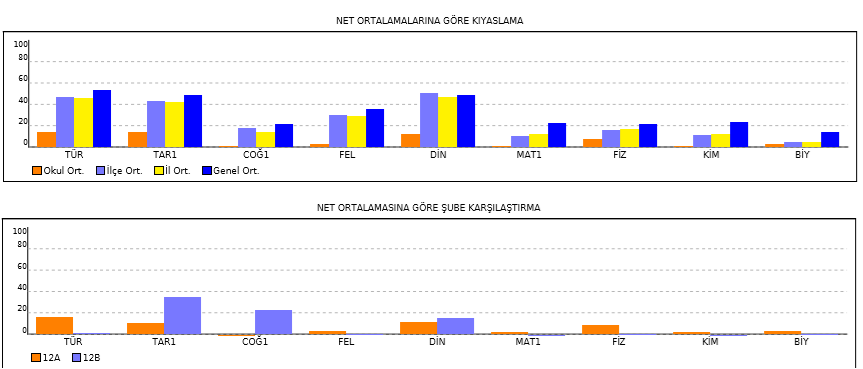 NET ORTALAMALARINA GÖRE KIYASLAMA
100
80
60
40
20
0
TÜR TAR1 COĞ1 FEL DİN MAT1 FİZ KİM BİY
Okul Ort. İlçe Ort. İl Ort. Genel Ort.
NET ORTALAMASINA GÖRE ŞUBE KARŞILAŞTIRMA
100
80
60
40
20
0
TÜR TAR1 COĞ1 FEL DİN MAT1 FİZ KİM BİY
12A 12B